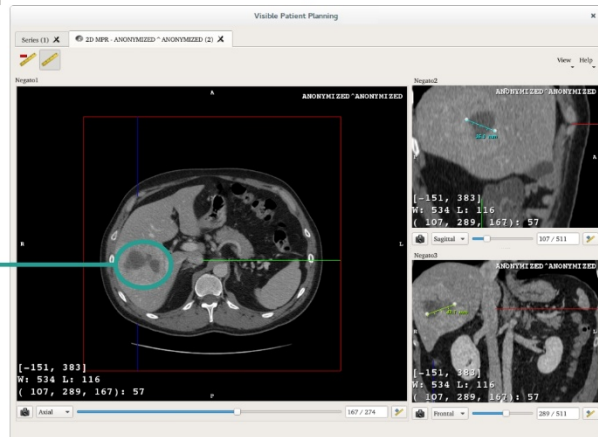 Visible Patient Planning
Series (1)
2D MPR - ANONYMIZED ^ ANONYMIZED (2)
View Help
Negato1
A
ANONYMIZED^ANONYMIZED
R
L
[-151, 383]
W: 534 L: 116
( 107, 289, 167): 57
P
Axial
167 / 274
Negato2
ANONYMIZED^ANONYMIZED
P
A
[-151, 383]
W: 534 L: 116
( 107, 289, 167): 57
Sagittal
107 / 511
Negato3
ANONYMIZED^ANONYMIZED
R
L
[-151, 383]
W: 534 L: 116
( 107, 289, 167): 57
Frontal
289 / 511